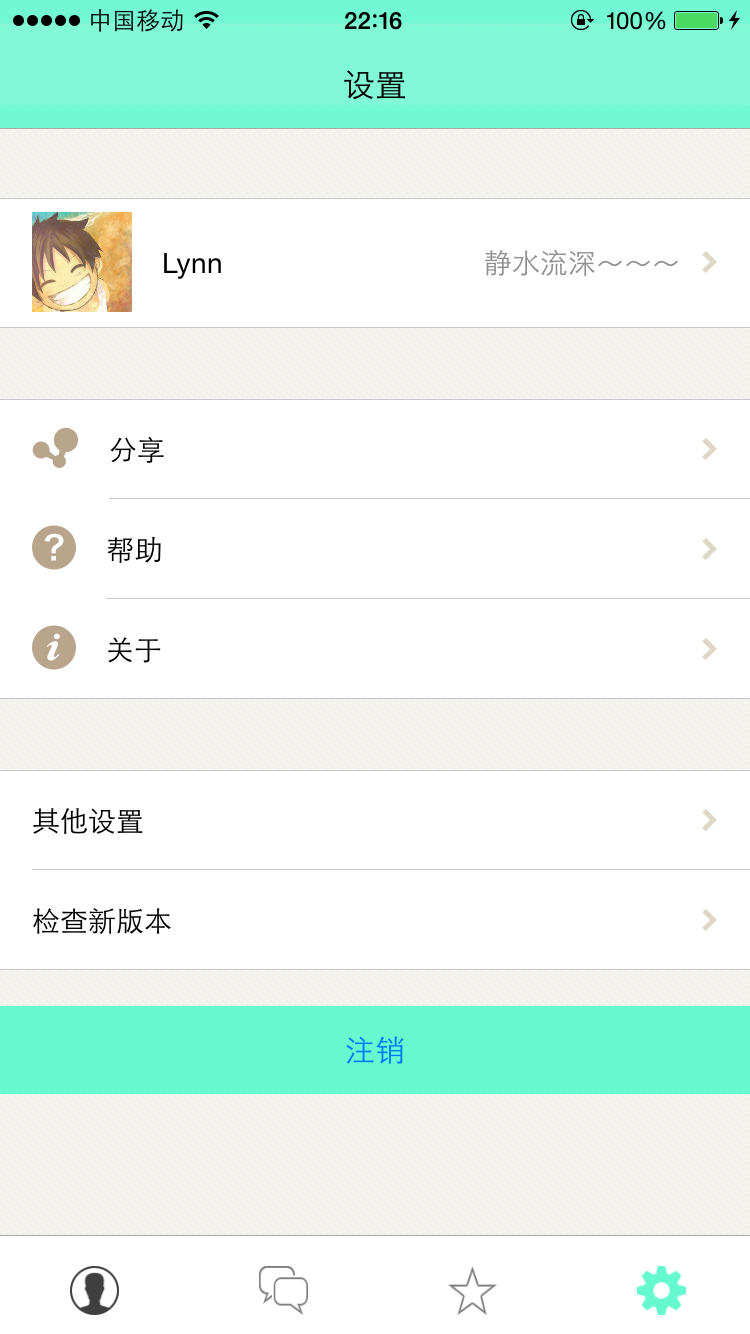 中国移动 22:16 100%
设置
Lynn 静水流深～～～
分享
帮助
关于
其他设置
检查新版本
注销